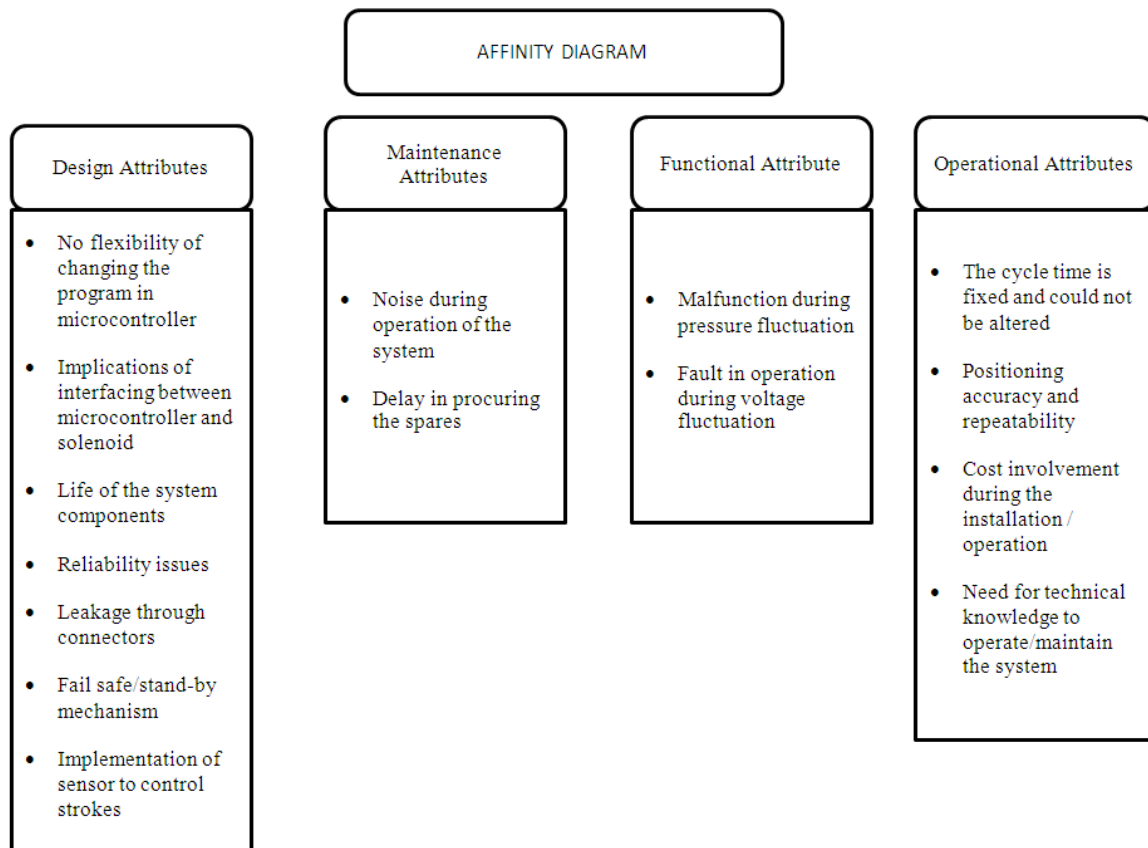 AFFINITY DIAGRAM
Design Attributes
• No flexibility of
changing the
program in
microcontroller
• Implications of
interfacing between
microcontroller and
solenoid
• Life of the system
components
• Reliability issues
• Leakage through
connectors
• Fail safe/stand-by
mechanism
• Implementation of
sensor to control
strokes
Maintenance
Attributes
• Noise during
operation of the
system
• Delay in procuring
the spares
Functional Attribute
• Malfunction during
pressure fluctuation
• Fault in operation
during voltage
fluctuation
Operational Attributes
• The cycle time is
fixed and could not
be altered
• Positioning
accuracy and
repeatability
• Cost involvement
during the
installation /
operation
• Need for technical
knowledge to
operate/maintain
the system